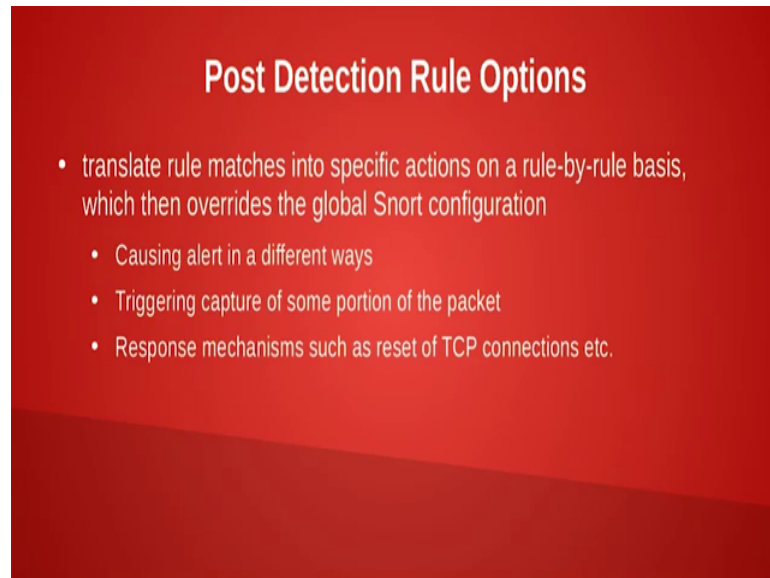 Post Detection Rule Options
• translate rule matches into specific actions on a rule-by-rule basis,
which then overrides the global Snort configuration
• Causing alert in a different ways
• Triggering capture of some portion of the packet
• Response mechanisms such as reset of TCP connections etc.